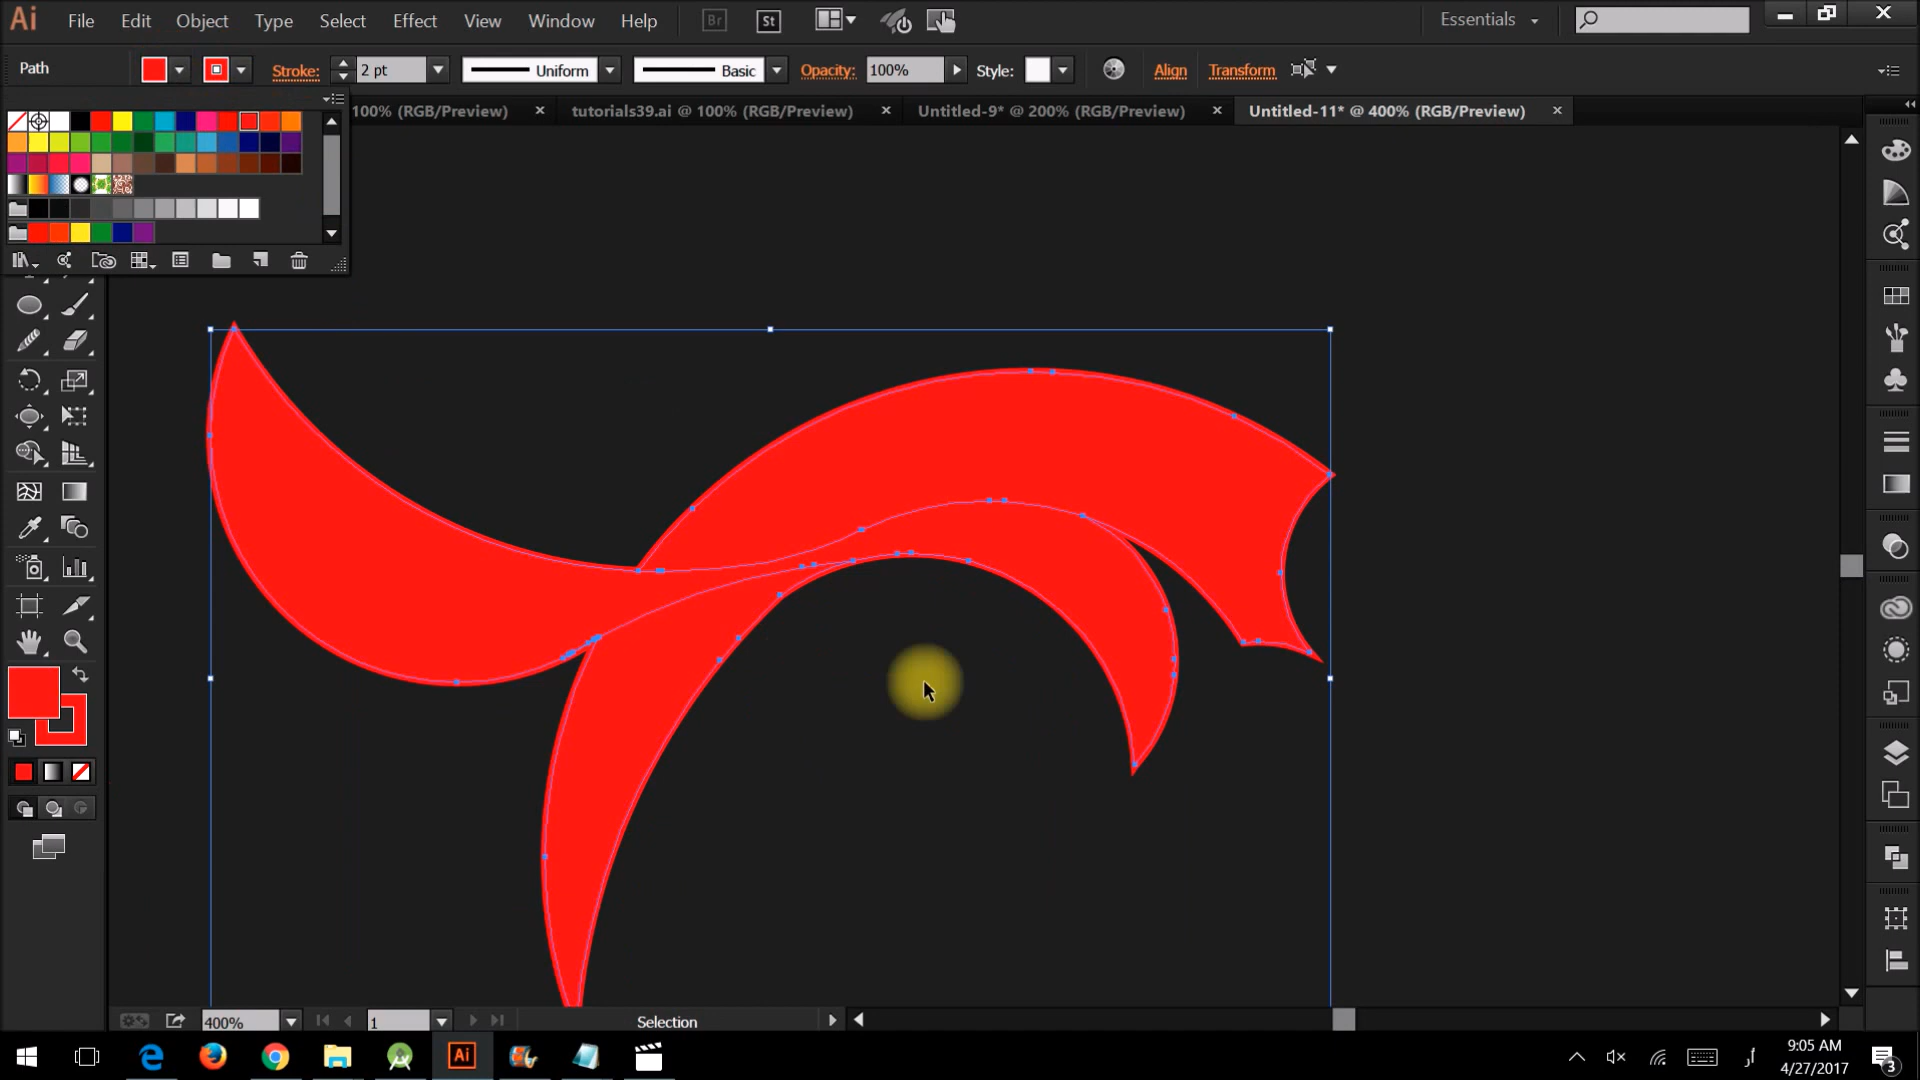 Ai File Edit Object Type Select Effect View Window Help Br St Essentials
Path Stroke: 2 pt Uniform Basic Opacity: 100% Style: Align Transform
100% (RGB/Preview) × tutorials39.ai @ 100% (RGB/Preview) × Untitled-9* @ 200% (RGB/Preview) × Untitled-11* @ 400% (RGB/Preview) ×
400% 1 Selection
Ai
9:05 AM
4/27/2017
3